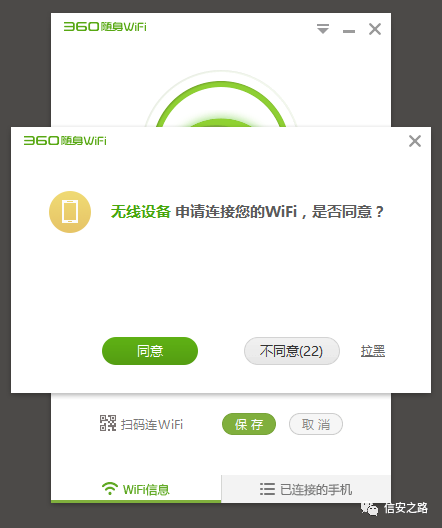 360随身WiFi
360随身WiFi
无线设备 申请连接您的WiFi，是否同意？
同意 不同意(22) 拉黑
扫码连WiFi 保存 取消
WiFi信息 已连接的手机
信安之路